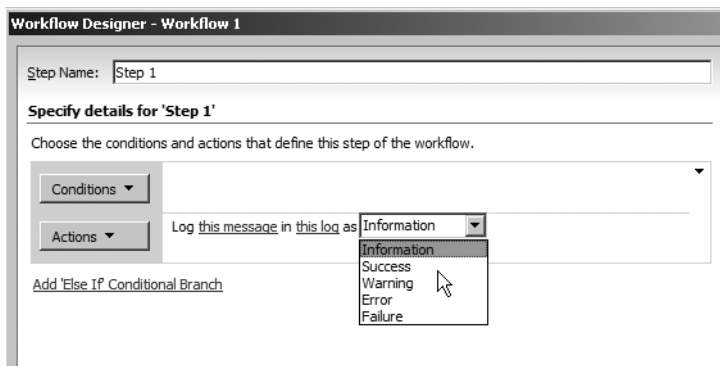 Workflow Designer - Workflow 1
Step Name: Step 1
Specify details for 'Step 1'
Choose the conditions and actions that define this step of the workflow.
Conditions
Actions
Log this message in this log as Information
Information
Success
Warning
Error
Failure
Add 'Else If' Conditional Branch